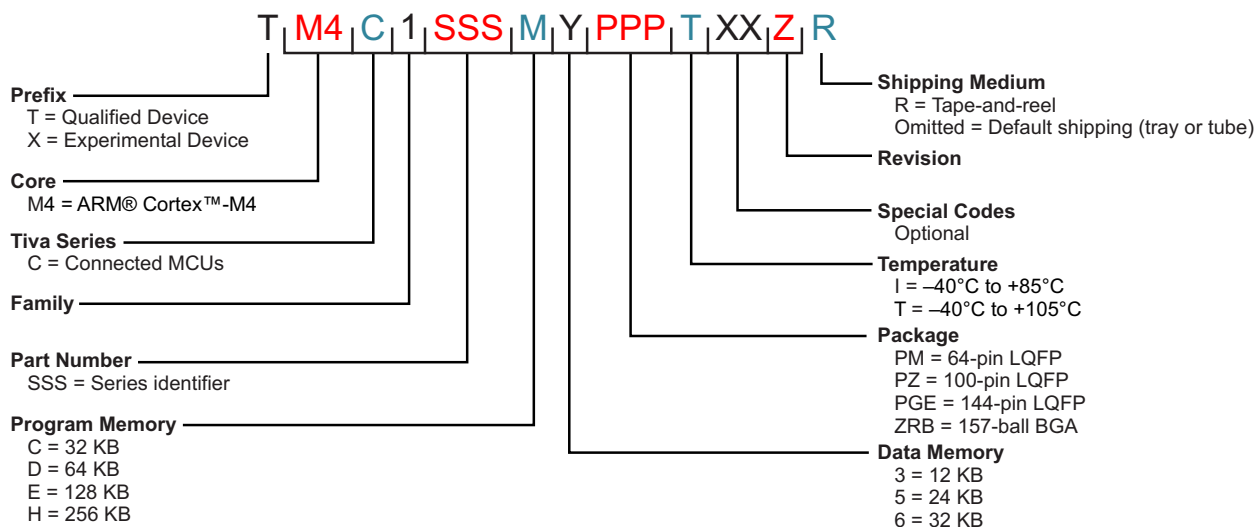 T M4 C 1 SSS M Y PPP T XX Z R
Prefix
T = Qualified Device
X = Experimental Device
Core
M4 = ARM® Cortex™-M4
Tiva Series
C = Connected MCUs
Family
Part Number
SSS = Series identifier
Program Memory
C = 32 KB
D = 64 KB
E = 128 KB
H = 256 KB
Shipping Medium
R = Tape-and-reel
Omitted = Default shipping (tray or tube)
Revision
Special Codes
Optional
Temperature
I = –40°C to +85°C
T = –40°C to +105°C
Package
PM = 64-pin LQFP
PZ = 100-pin LQFP
PGE = 144-pin LQFP
ZRB = 157-ball BGA
Data Memory
3 = 12 KB
5 = 24 KB
6 = 32 KB